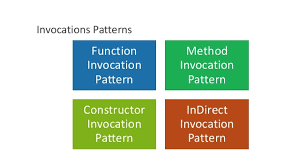 Invocations Patterns
Function
Invocation
Pattern
Method
Invocation
Pattern
Constructor
Invocation
Pattern
InDirect
Invocation
Pattern